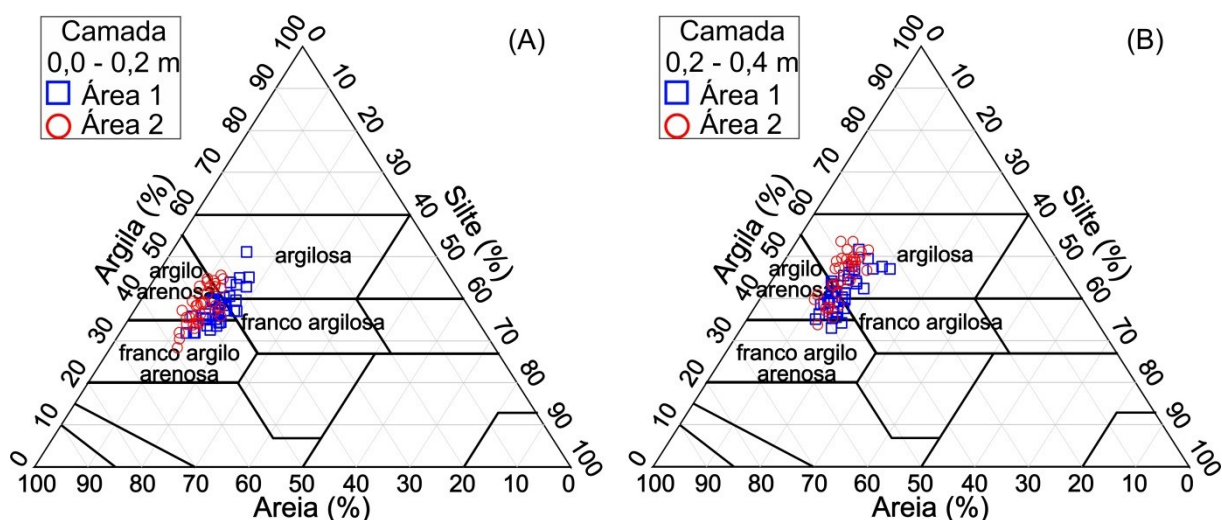 Camada
0,0 - 0,2 m
Área 1
Área 2
(A)
Argila (%)
0
10
20
30
40
50
60
70
80
90
100
Silte (%)
0
10
20
30
40
50
60
70
80
90
100
argilosa
argilo
arenosa
franco argilosa
franco argilo
arenosa
100 90 80 70 60 50 40 30 20 10 0
Areia (%)
Camada
0,2 - 0,4 m
Área 1
Área 2
(B)
Argila (%)
0
10
20
30
40
50
60
70
80
90
100
Silte (%)
0
10
20
30
40
50
60
70
80
90
100
argilosa
argilo
arenosa
franco argilosa
franco argilo
arenosa
100 90 80 70 60 50 40 30 20 10 0
Areia (%)